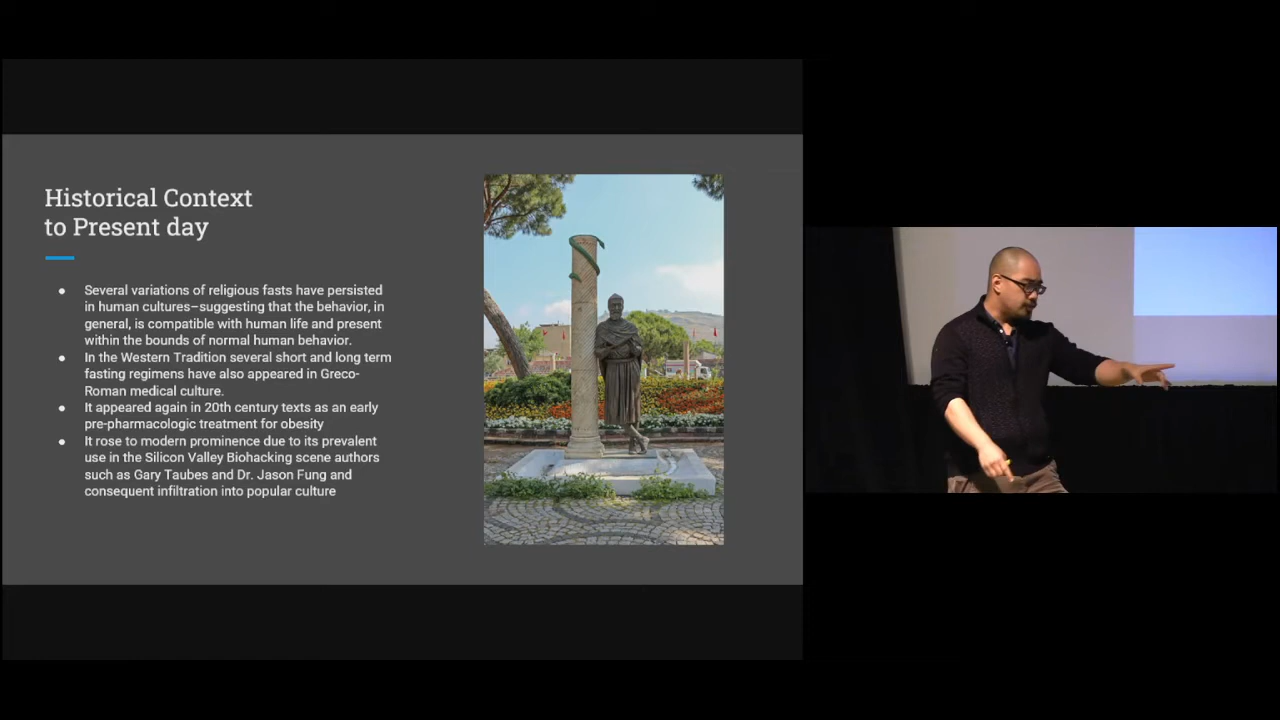 Historical Context
to Present day
● Several variations of religious fasts have persisted
in human cultures–suggesting that the behavior, in
general, is compatible with human life and present
within the bounds of normal human behavior.
● In the Western Tradition several short and long term
fasting regimens have also appeared in Greco-
Roman medical culture.
● It appeared again in 20th century texts as an early
pre-pharmacologic treatment for obesity
● It rose to modern prominence due to its prevalent
use in the Silicon Valley Biohacking scene authors
such as Gary Taubes and Dr. Jason Fung and
consequent infiltration into popular culture